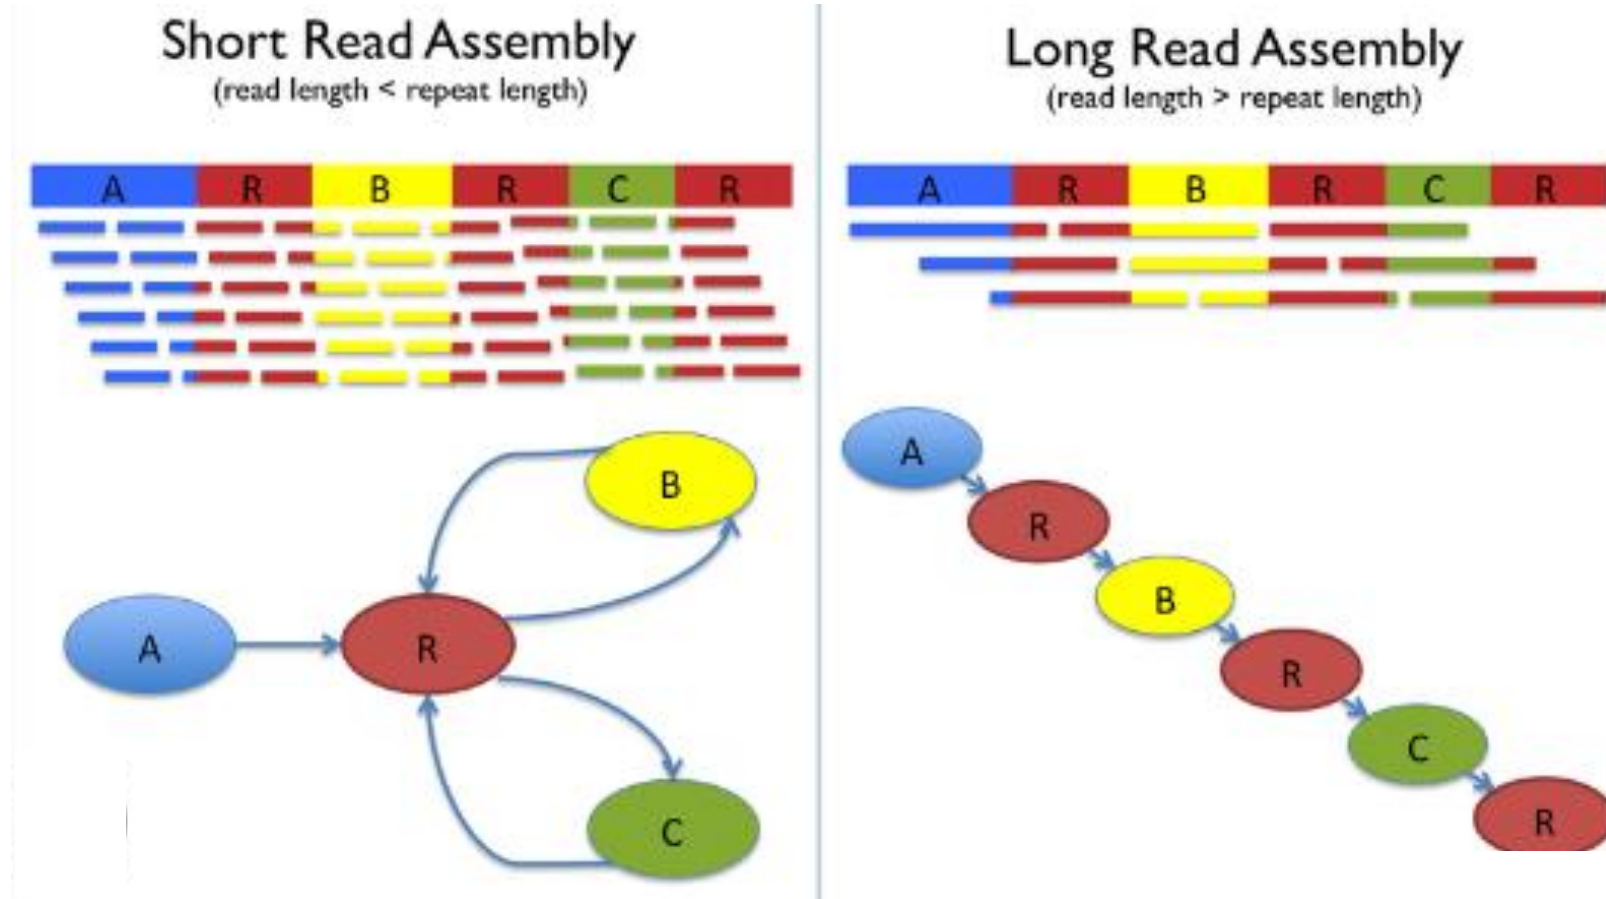 Short Read Assembly
(read length < repeat length)
A R B R C R
B
A R
C
Long Read Assembly
(read length > repeat length)
A R B R C R
A
R
B
R
C
R